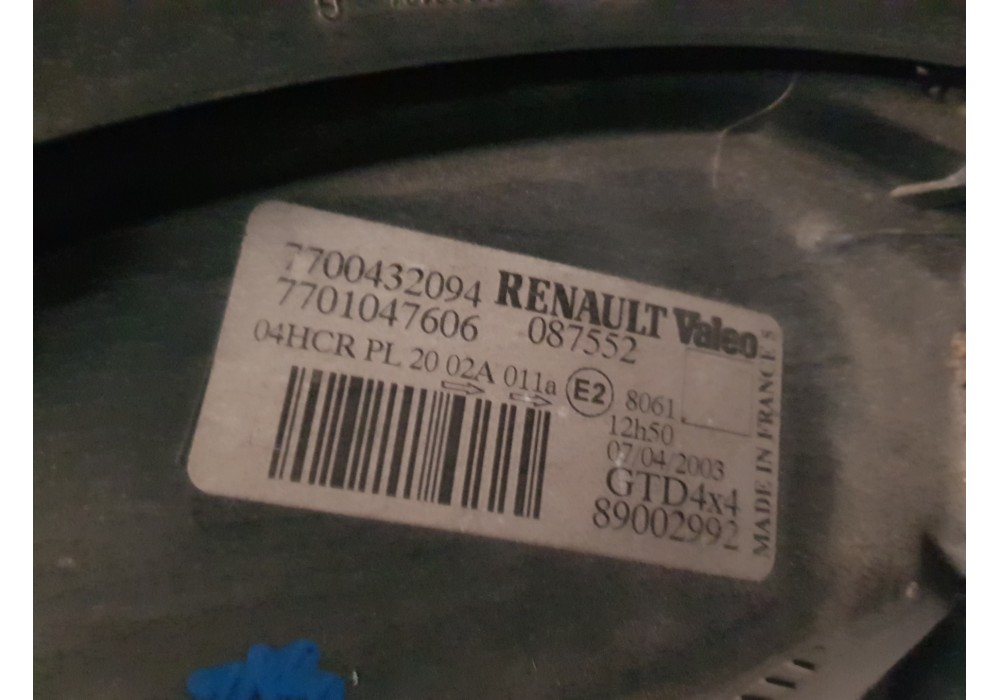 7700432094 RENAULT Valeo
7701047606 087552
04HCR PL 20 02A 011a E2 8061
12h50
07/04/2003
GTD4x4
89002992
MADE IN FRANCE S